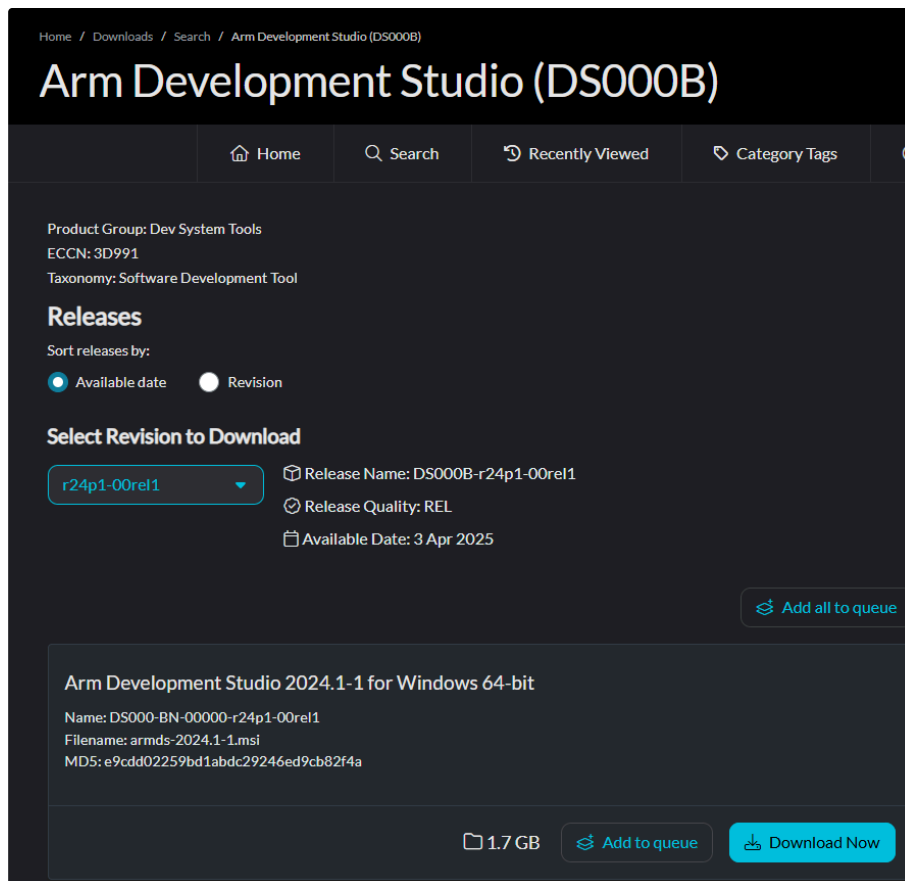 Home / Downloads / Search / Arm Development Studio (DS000B)
Arm Development Studio (DS000B)
Home Search Recently Viewed Category Tags
Product Group: Dev System Tools
ECCN: 3D991
Taxonomy: Software Development Tool
Releases
Sort releases by:
Available date Revision
Select Revision to Download
r24p1-00rel1
Release Name: DS000B-r24p1-00rel1
Release Quality: REL
Available Date: 3 Apr 2025
Add all to queue
Arm Development Studio 2024.1-1 for Windows 64-bit
Name: DS000-BN-00000-r24p1-00rel1
Filename: armds-2024.1-1.msi
MD5: e9cdd02259bd1abdc29246ed9cb82f4a
1.7 GB Add to queue Download Now